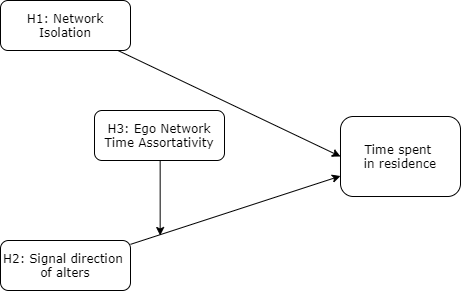 H1: Network
Isolation
H3: Ego Network
Time Assortativity
Time spent
in residence
H2: Signal direction
of alters